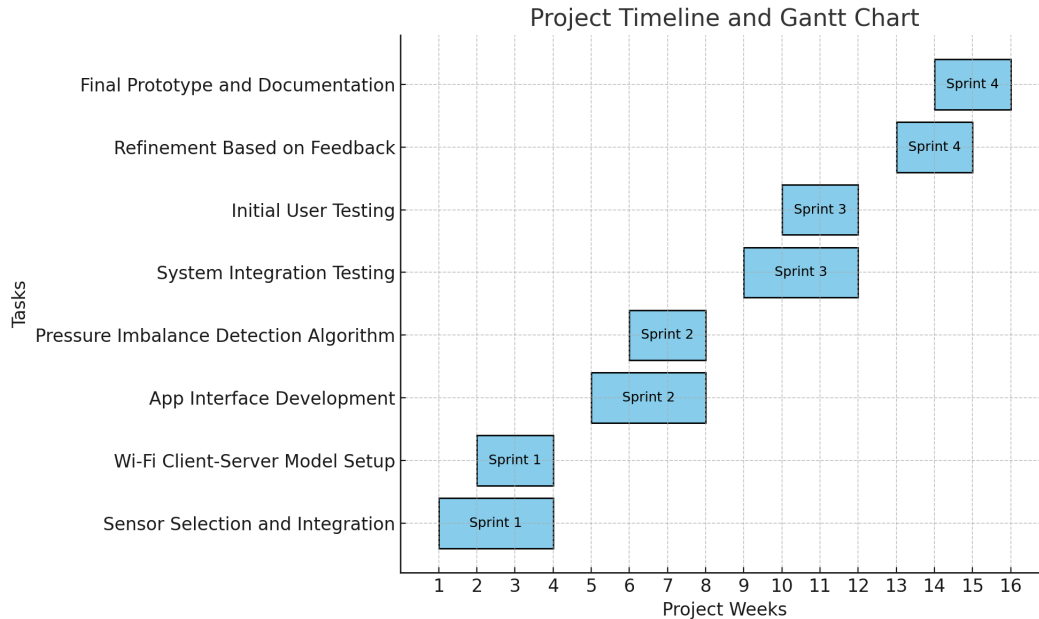 Project Timeline and Gantt Chart
Final Prototype and Documentation
Sprint 4
Refinement Based on Feedback
Sprint 4
Initial User Testing
Sprint 3
System Integration Testing
Sprint 3
Tasks
Pressure Imbalance Detection Algorithm
Sprint 2
App Interface Development
Sprint 2
Wi-Fi Client-Server Model Setup
Sprint 1
Sensor Selection and Integration
Sprint 1
1 2 3 4 5 6 7 8 9 10 11 12 13 14 15 16
Project Weeks